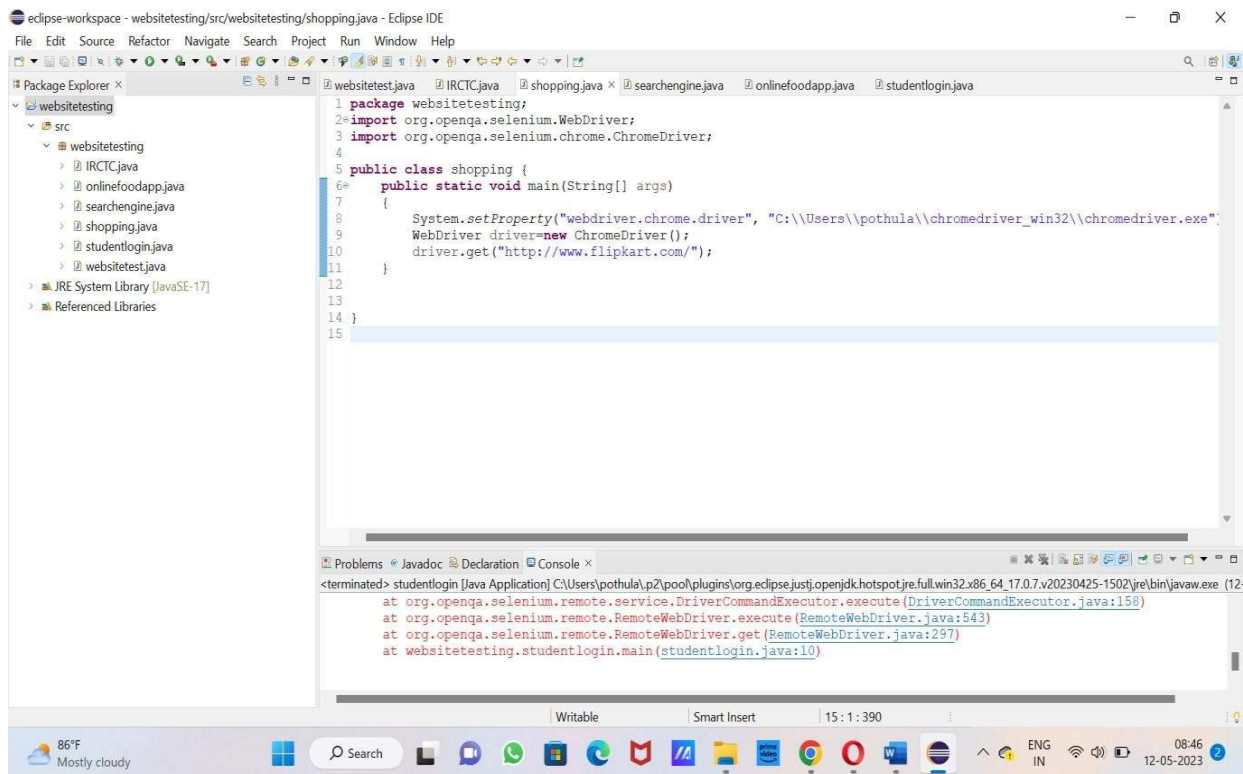 eclipse-workspace - websitetesting/src/websitetesting/shopping.java - Eclipse IDE
File Edit Source Refactor Navigate Search Project Run Window Help
Package Explorer ×
websitetesting
src
websitetesting
IRCTC.java
onlinefoodapp.java
searchengine.java
shopping.java
studentlogin.java
websitetest.java
JRE System Library [JavaSE-17]
Referenced Libraries
websitetest.java IRCTC.java shopping.java × searchengine.java onlinefoodapp.java studentlogin.java
1 package websitetesting;
2 import org.openqa.selenium.WebDriver;
3 import org.openqa.selenium.chrome.ChromeDriver;
4
5 public class shopping {
6 public static void main(String[] args)
7 {
8 System.setProperty("webdriver.chrome.driver", "C:\\Users\\pothula\\chromedriver_win32\\chromedriver.exe")
9 WebDriver driver=new ChromeDriver();
10 driver.get("http://www.flipkart.com/");
11 }
12
13
14 }
15
Problems Javadoc Declaration Console ×
<terminated> studentlogin [Java Application] C:\Users\pothula\.p2\pool\plugins\org.eclipse.justj.openjdk.hotspot.jre.full.win32.x86_64_17.0.7.v20230425-1502\jre\bin\javaw.exe (12-
at org.openqa.selenium.remote.service.DriverCommandExecutor.execute(DriverCommandExecutor.java:158)
at org.openqa.selenium.remote.RemoteWebDriver.execute(RemoteWebDriver.java:543)
at org.openqa.selenium.remote.RemoteWebDriver.get(RemoteWebDriver.java:297)
at websitetesting.studentlogin.main(studentlogin.java:10)
Writable Smart Insert 15 : 1 : 390
86°F
Mostly cloudy
Search
prime video
ENG
IN
08:46
12-05-2023
2